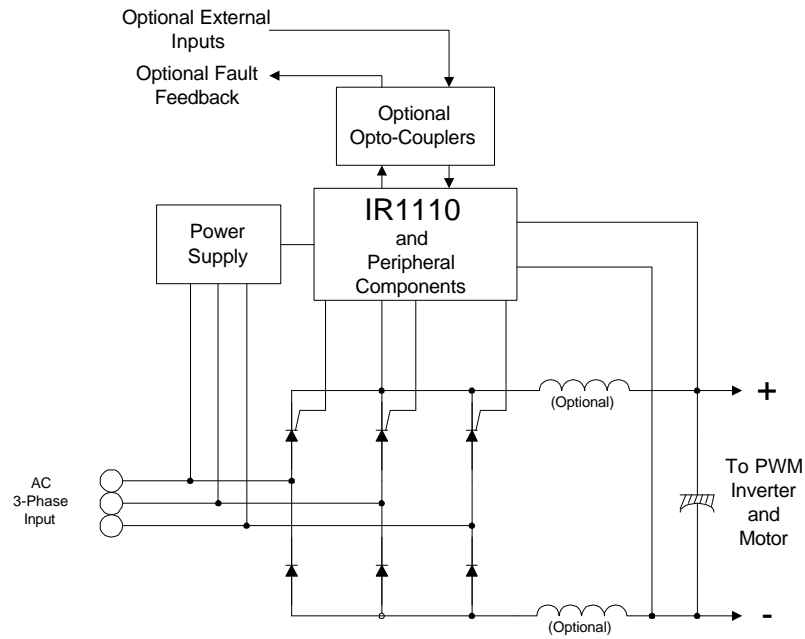 Optional External
Inputs
Optional Fault
Feedback
Optional
Opto-Couplers
IR1110
and
Peripheral
Components
Power
Supply
(Optional)
+
AC
3-Phase
Input
To PWM
Inverter
and
Motor
(Optional)
-